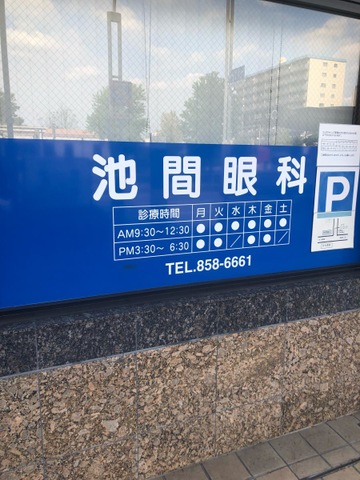 池間眼科
診療時間 月 火 水 木 金 土
AM9:30～12:30 ● ● ● ● ● ●
PM3:30～ 6:30 ● ● ／ ● ● ／
TEL.858-6661
P